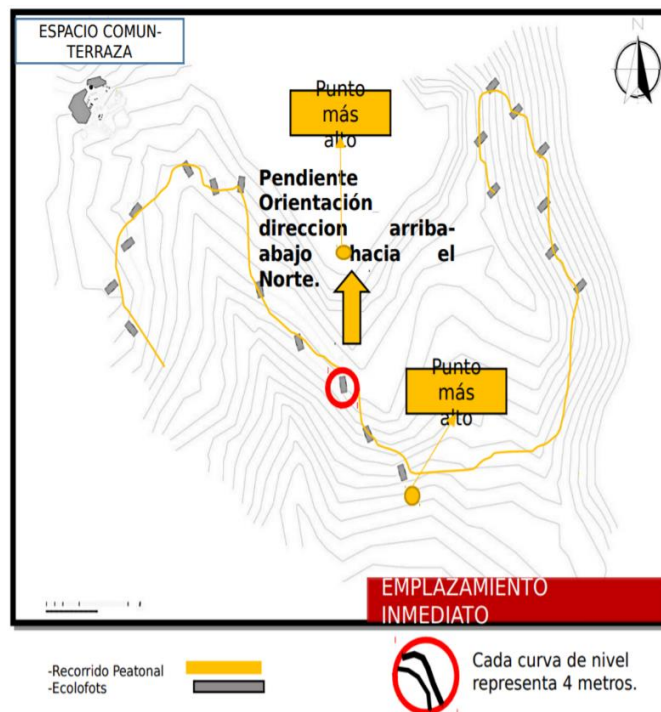 ESPACIO COMUN-
TERRAZA
N
Punto
más
alto
Pendiente
Orientación
direccion arriba-
abajo hacia el
Norte.
Punto
más
alto
EMPLAZAMIENTO
INMEDIATO
-Recorrido Peatonal
-Ecolofots
Cada curva de nivel
representa 4 metros.